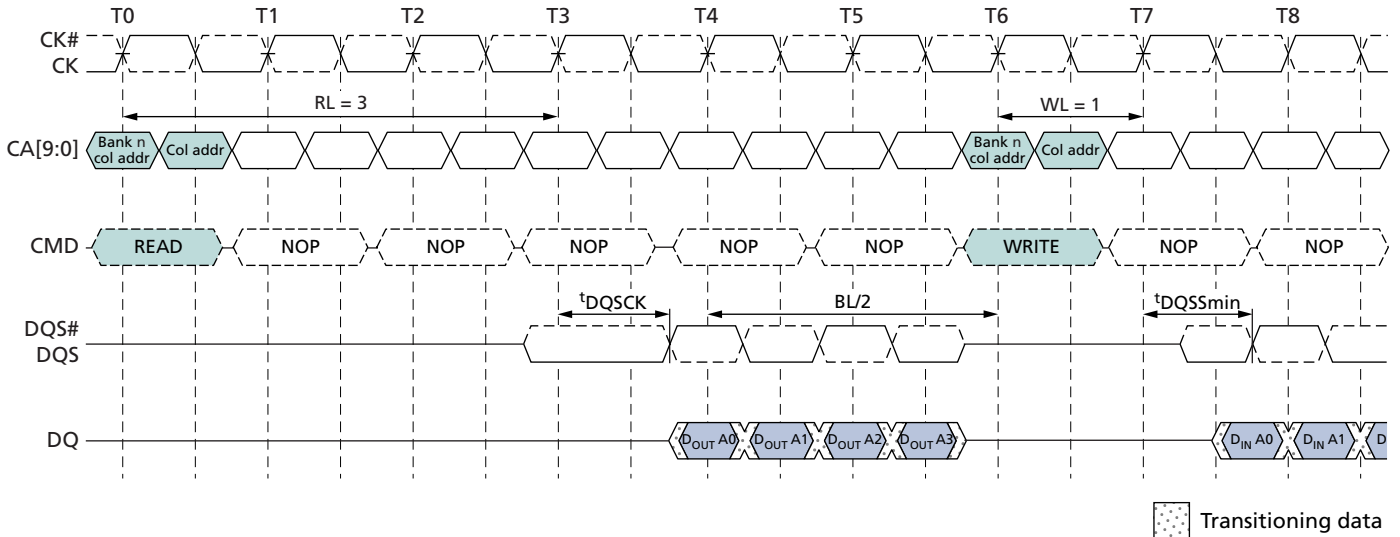 T0 T1 T2 T3 T4 T5 T6 T7 T8
CK#
CK
RL = 3 WL = 1
CA[9:0] Bank n col addr Col addr Bank n col addr Col addr
CMD READ NOP NOP NOP NOP NOP WRITE NOP NOP
tDQSCK BL/2 tDQSSmin
DQS#
DQS
DQ DOUT A0 DOUT A1 DOUT A2 DOUT A3 DIN A0 DIN A1 D
Transitioning data